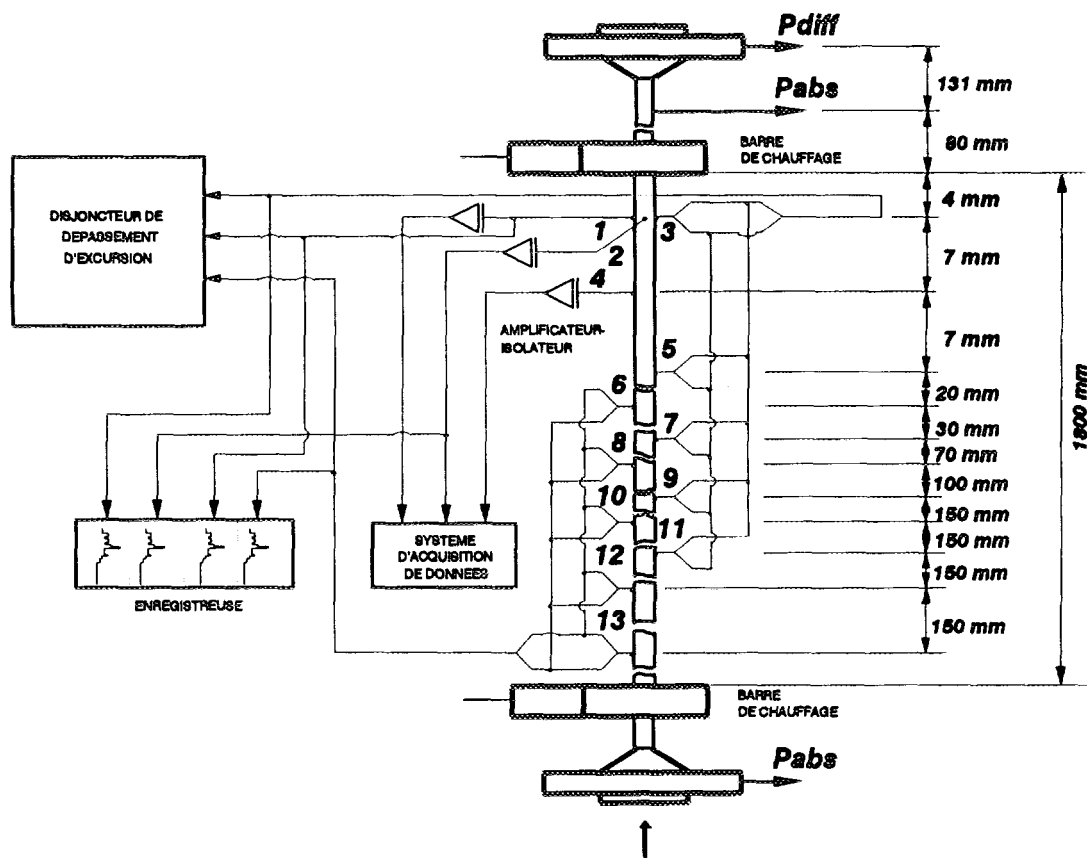 Pdiff
131 mm
Pabs
80 mm
BARRE
DE CHAUFFAGE
DISJONCTEUR DE
DEPASSEMENT
D'EXCURSION
4 mm
1
3
2
7 mm
4
AMPLIFICATEUR-
ISOLATEUR
5
7 mm
6
20 mm
7
30 mm
8
70 mm
9
100 mm
10
150 mm
11
150 mm
12
150 mm
13
150 mm
1800 mm
SYSTEME
D'ACQUISITION
DE DONNEES
ENREGISTREUSE
BARRE
DE CHAUFFAGE
Pabs